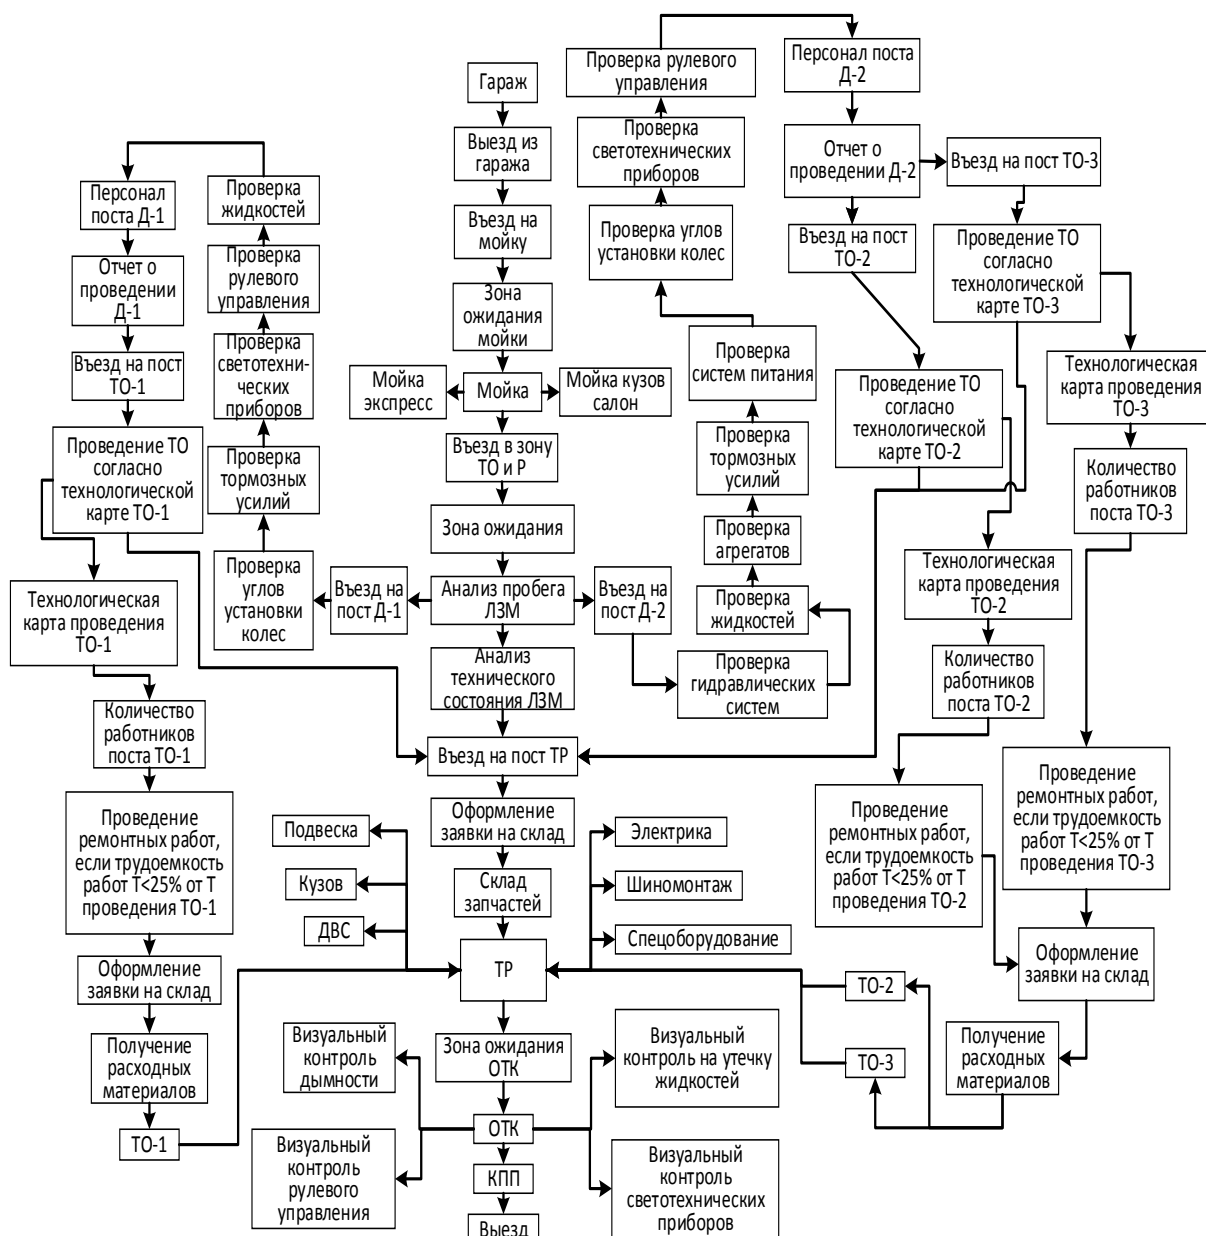 Гараж
Выезд из
гаража
Въезд на
мойку
Зона
ожидания
мойки
Мойка
экспресс
Мойка
Мойка кузов
салон
Въезд в зону
ТО и Р
Зона ожидания
Анализ пробега
ЛЗМ
Въезд на
пост Д-1
Проверка
углов
установки
колес
Проверка
тормозных
усилий
Проверка
светотехни-
ческих
приборов
Проверка
рулевого
управления
Проверка
жидкостей
Персонал
поста Д-1
Отчет о
проведении
Д-1
Въезд на пост
ТО-1
Проведение ТО
согласно
технологической
карте ТО-1
Технологическая
карта проведения
ТО-1
Количество
работников
поста ТО-1
Проведение
ремонтных работ,
если трудоемкость
работ Т<25% от Т
проведения ТО-1
Оформление
заявки на склад
Получение
расходных
материалов
ТО-1
Въезд на
пост Д-2
Проверка
гидравлических
систем
Проверка
жидкостей
Проверка
агрегатов
Проверка
тормозных
усилий
Проверка
систем питания
Проверка углов
установки колес
Проверка
светотехнических
приборов
Проверка рулевого
управления
Персонал поста
Д-2
Отчет о
проведении Д-2
Въезд на пост ТО-3
Въезд на пост
ТО-2
Проведение ТО
согласно
технологической
карте ТО-3
Технологическая
карта проведения
ТО-3
Количество
работников
поста ТО-3
Проведение
ремонтных работ,
если трудоемкость
работ Т<25% от Т
проведения ТО-3
Проведение ТО
согласно
технологической
карте ТО-2
Технологическая
карта проведения
ТО-2
Количество
работников
поста ТО-2
Проведение
ремонтных работ,
если трудоемкость
работ Т<25% от Т
проведения ТО-2
Оформление
заявки на склад
Получение
расходных
материалов
ТО-2
ТО-3
Анализ
технического
состояния ЛЗМ
Въезд на пост ТР
Оформление
заявки на склад
Склад
запчастей
Подвеска
Кузов
ДВС
Электрика
Шиномонтаж
Спецоборудование
ТР
Зона ожидания
ОТК
Визуальный
контроль
дымности
Визуальный
контроль на утечку
жидкостей
ОТК
Визуальный
контроль
рулевого
управления
Визуальный
контроль
светотехнических
приборов
КПП
Выезд